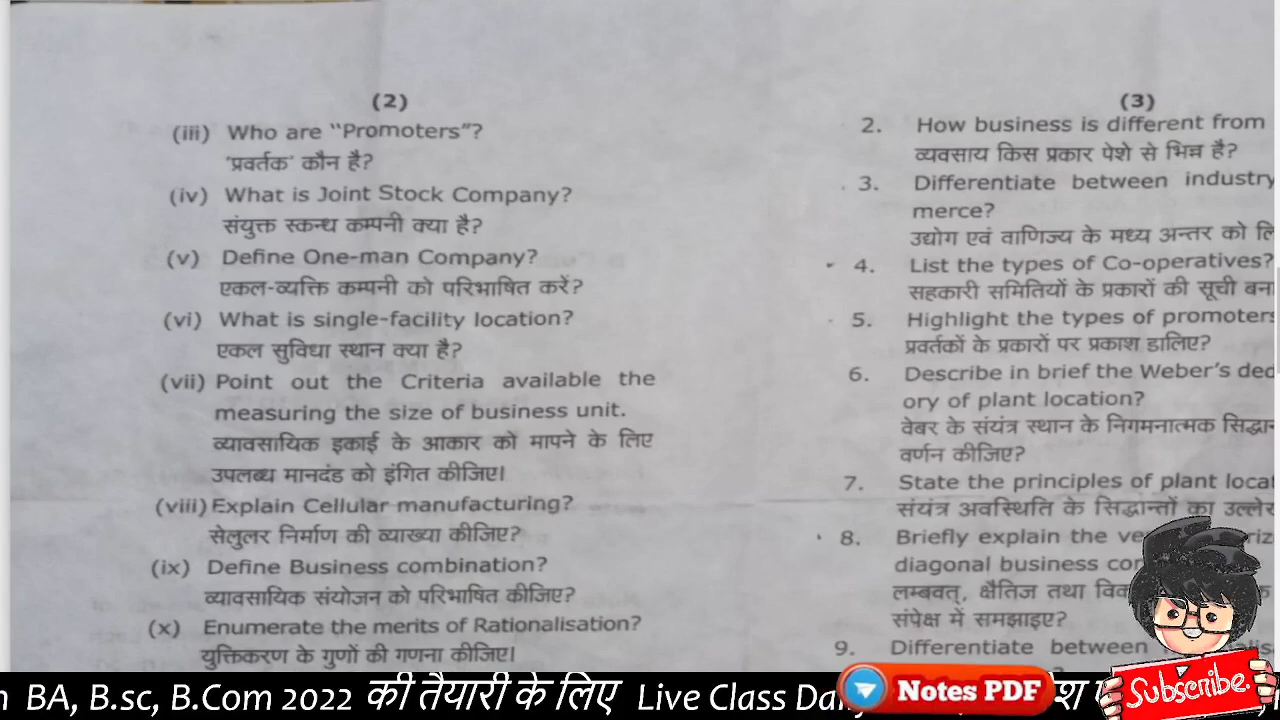 (2)
(iii) Who are "Promoters"?
'प्रवर्तक' कौन है?
(iv) What is Joint Stock Company?
संयुक्त स्कन्ध कम्पनी क्या है?
(v) Define One-man Company?
एकल-व्यक्ति कम्पनी को परिभाषित करें?
(vi) What is single-facility location?
एकल सुविधा स्थान क्या है?
(vii) Point out the Criteria available the
measuring the size of business unit.
व्यावसायिक इकाई के आकार को मापने के लिए
उपलब्ध मानदंड को इंगित कीजिए।
(viii) Explain Cellular manufacturing?
सेलुलर निर्माण की व्याख्या कीजिए?
(ix) Define Business combination?
व्यावसायिक संयोजन को परिभाषित कीजिए?
(x) Enumerate the merits of Rationalisation?
युक्तिकरण के गुणों की गणना कीजिए।
(3)
2. How business is different from
व्यवसाय किस प्रकार पेशे से भिन्न है?
3. Differentiate between industry
merce?
उद्योग एवं वाणिज्य के मध्य अन्तर को
4. List the types of Co-operatives?
सहकारी समितियों के प्रकारों की सूची
5. Highlight the types of promoters
प्रवर्तकों के प्रकारों पर प्रकाश डालिए?
6. Describe in brief the Weber's ded
ory of plant location?
वेबर के संयंत्र स्थान के निगमनात्मक
वर्णन कीजिए?
7. State the principles of plant
संयंत्र अवस्थिति के सिद्धान्तों का
8. Briefly explain the
diagonal business
लम्बवत्, क्षैतिज तथा
संपेक्ष में समझाइए?
9. Differentiate between
BA, B.sc, B.Com 2022 की तैयारी के लिए Live Class
Notes PDF
Subscribe.